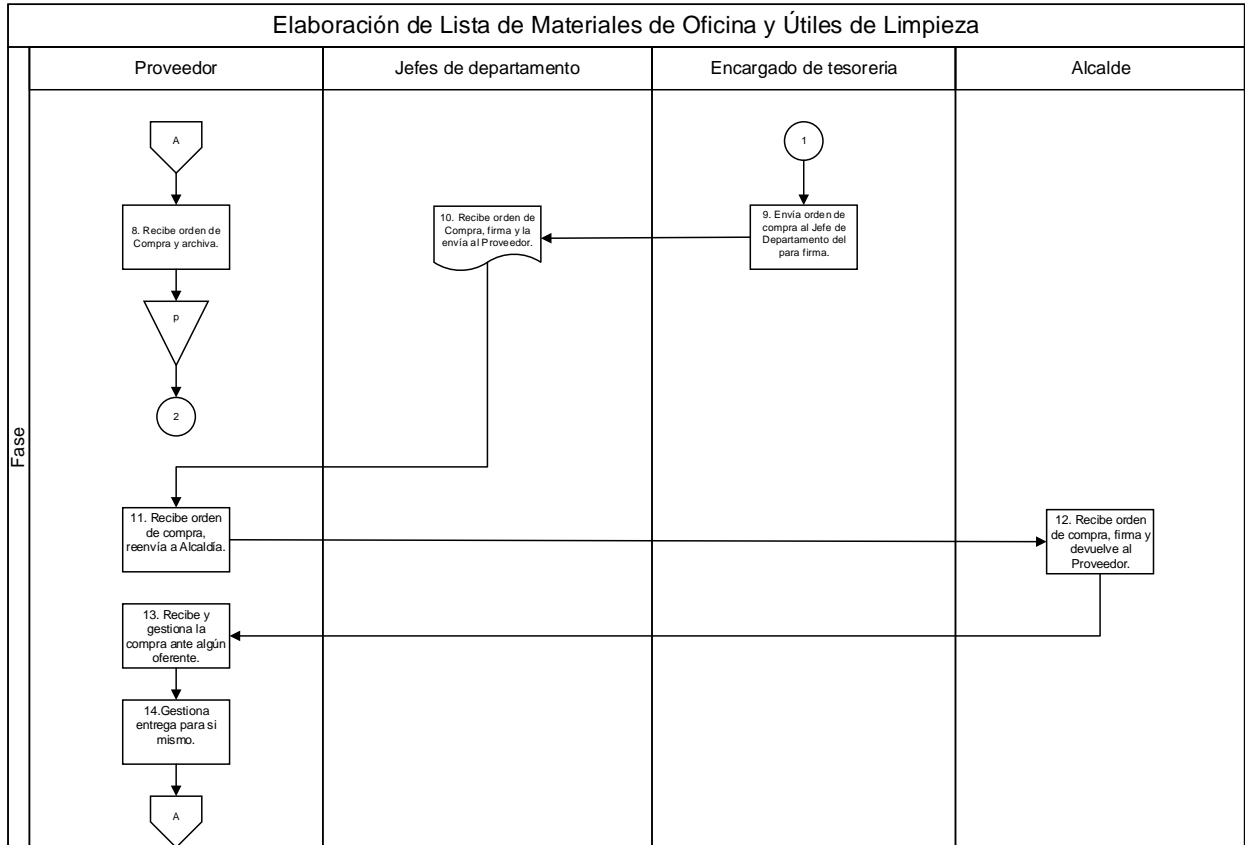 Elaboración de Lista de Materiales de Oficina y Útiles de Limpieza
Fase
Proveedor
Jefes de departamento
Encargado de tesoreria
Alcalde
A
1
8. Recibe orden de
Compra y archiva.
10. Recibe orden de
Compra, firma y la
envía al Proveedor.
9. Envía orden de
compra al Jefe de
Departamento del
para firma.
p
2
11. Recibe orden
de compra,
reenvía a Alcaldía.
12. Recibe orden
de compra, firma y
devuelve al
Proveedor.
13. Recibe y
gestiona la
compra ante algún
oferente.
14.Gestiona
entrega para si
mismo.
A